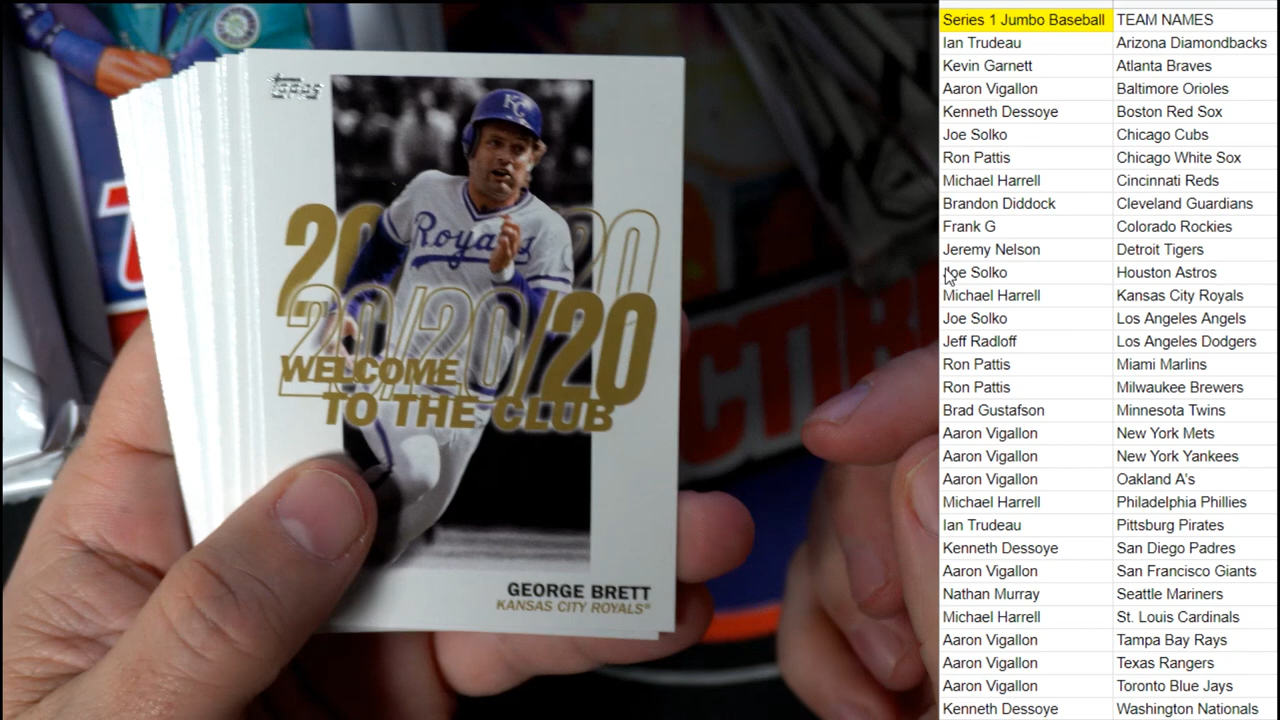 Topps
KC
Royals
20/20
20/20/20
WELCOME
TO THE CLUB
GEORGE BRETT
KANSAS CITY ROYALS®
Series 1 Jumbo Baseball TEAM NAMES
Ian Trudeau Arizona Diamondbacks
Kevin Garnett Atlanta Braves
Aaron Vigallon Baltimore Orioles
Kenneth Dessoye Boston Red Sox
Joe Solko Chicago Cubs
Ron Pattis Chicago White Sox
Michael Harrell Cincinnati Reds
Brandon Diddock Cleveland Guardians
Frank G Colorado Rockies
Jeremy Nelson Detroit Tigers
Joe Solko Houston Astros
Michael Harrell Kansas City Royals
Joe Solko Los Angeles Angels
Jeff Radloff Los Angeles Dodgers
Ron Pattis Miami Marlins
Ron Pattis Milwaukee Brewers
Brad Gustafson Minnesota Twins
Aaron Vigallon New York Mets
Aaron Vigallon New York Yankees
Aaron Vigallon Oakland A's
Michael Harrell Philadelphia Phillies
Ian Trudeau Pittsburg Pirates
Kenneth Dessoye San Diego Padres
Aaron Vigallon San Francisco Giants
Nathan Murray Seattle Mariners
Michael Harrell St. Louis Cardinals
Aaron Vigallon Tampa Bay Rays
Aaron Vigallon Texas Rangers
Aaron Vigallon Toronto Blue Jays
Kenneth Dessoye Washington Nationals